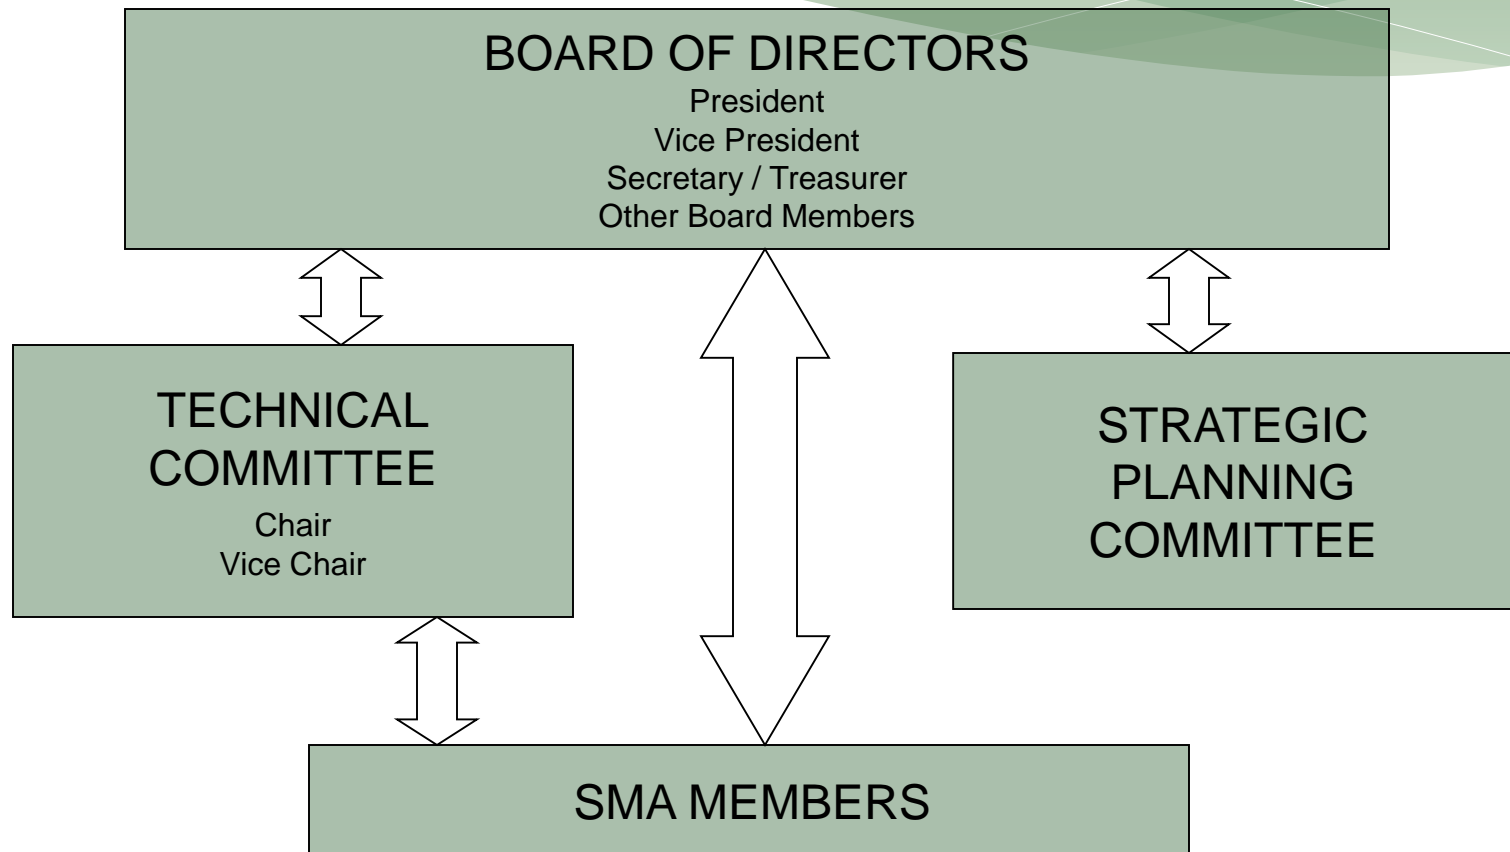 BOARD OF DIRECTORS
President
Vice President
Secretary / Treasurer
Other Board Members
TECHNICAL
COMMITTEE
Chair
Vice Chair
STRATEGIC
PLANNING
COMMITTEE
SMA MEMBERS